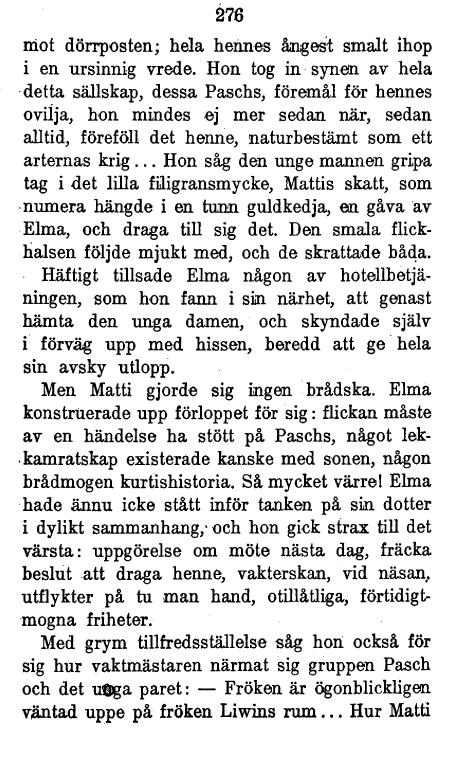 276
mot dörrposten; hela hennes ångest smalt ihop
i en ursinnig vrede. Hon tog in synen av hela
detta sällskap, dessa Paschs, föremål för hennes
ovilja, hon mindes ej mer sedan när, sedan
alltid, föreföll det henne, naturbestämt som ett
arternas krig... Hon såg den unge mannen gripa
tag i det lilla filigransmycke, Mattis skatt, som
numera hängde i en tunn guldkedja, en gåva av
Elma, och draga till sig det. Den smala flick-
halsen följde mjukt med, och de skrattade båda.
Häftigt tillsade Elma någon av hotellbetjä-
ningen, som hon fann i sin närhet, att genast
hämta den unga damen, och skyndade själv
i förväg upp med hissen, beredd att ge hela
sin avsky utlopp.
Men Matti gjorde sig ingen brådska. Elma
konstruerade upp förloppet för sig: flickan måste
av en händelse ha stött på Paschs, något lek-
kamratskap existerade kanske med sonen, någon
brådmogen kurtishistoria. Så mycket värre! Elma
hade ännu icke stått inför tanken på sin dotter
i dylikt sammanhang, och hon gick strax till det
värsta: uppgörelse om möte nästa dag, fräcka
beslut att draga henne, vakterskan, vid näsan,
utflykter på tu man hand, otillåtliga, förtidigt-
mogna friheter.
Med grym tillfredsställelse såg hon också för
sig hur vaktmästaren närmat sig gruppen Pasch
och det unga paret: — Fröken är ögonblickligen
väntad uppe på fröken Liwins rum... Hur Matti